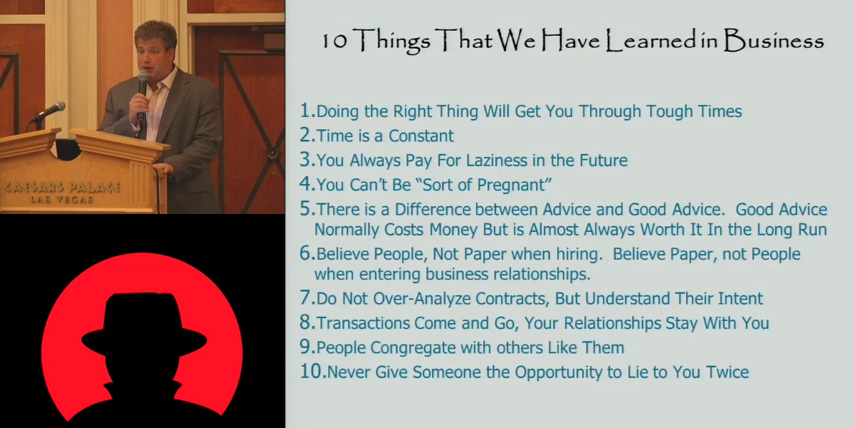 10 Things That We Have Learned in Business
1.Doing the Right Thing Will Get You Through Tough Times
2.Time is a Constant
3.You Always Pay For Laziness in the Future
4.You Can't Be “Sort of Pregnant”
5.There is a Difference between Advice and Good Advice.  Good Advice
Normally Costs Money But is Almost Always Worth It In the Long Run
6.Believe People, Not Paper when hiring.  Believe Paper, not People
when entering business relationships.
7.Do Not Over-Analyze Contracts, But Understand Their Intent
8.Transactions Come and Go, Your Relationships Stay With You
9.People Congregate with others Like Them
10.Never Give Someone the Opportunity to Lie to You Twice
CAESARS PALACE
LAS VEGAS